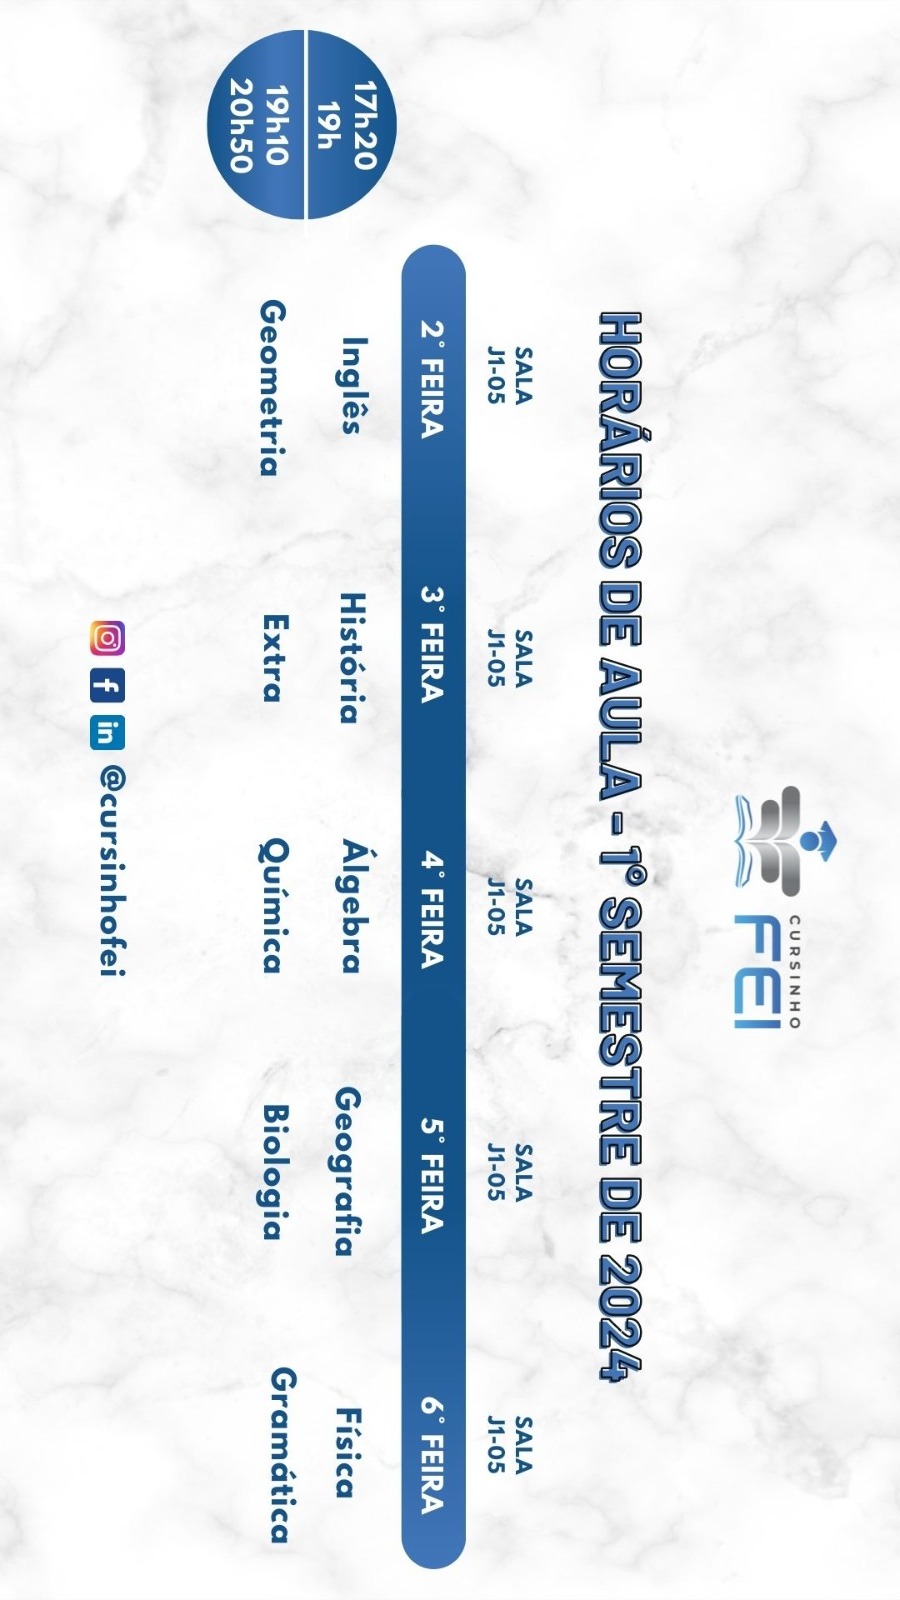 CURSINHO
FEI
HORÁRIOS DE AULA - 1º SEMESTRE DE 2024
SALA
J1-05
SALA
J1-05
SALA
J1-05
SALA
J1-05
SALA
J1-05
2° FEIRA 3° FEIRA 4° FEIRA 5° FEIRA 6° FEIRA
17h20
19h
Inglês História Álgebra Geografia Física
19h10
20h50
Geometria Extra Química Biologia Gramática
@cursinhofei